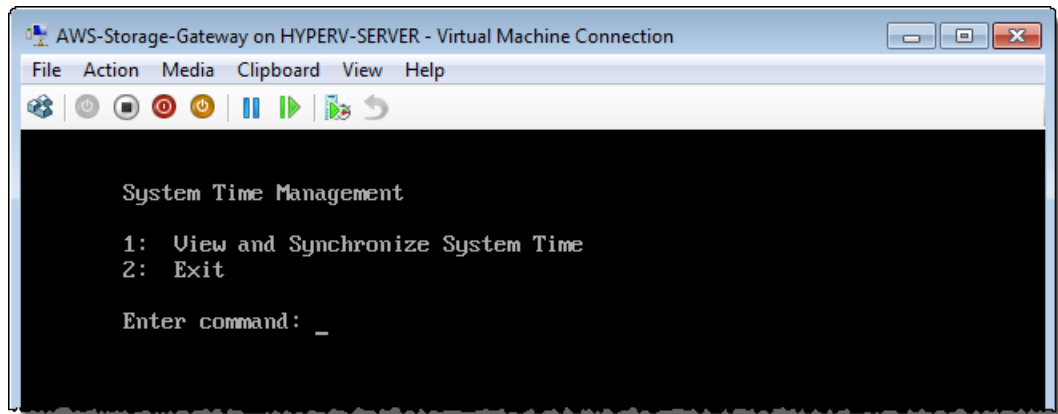 AWS-Storage-Gateway on HYPERV-SERVER - Virtual Machine Connection
File Action Media Clipboard View Help
System Time Management
1: View and Synchronize System Time
2: Exit
Enter command: _